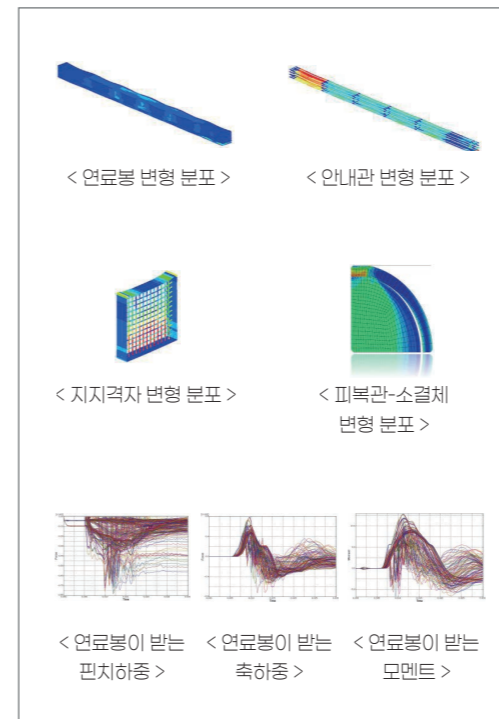 < 연료봉 변형 분포 >
< 안내관 변형 분포 >
< 지지격자 변형 분포 >
< 피복관-소결체
변형 분포 >
< 연료봉이 받는
핀치하중 >
< 연료봉이 받는
축하중 >
< 연료봉이 받는
모멘트 >